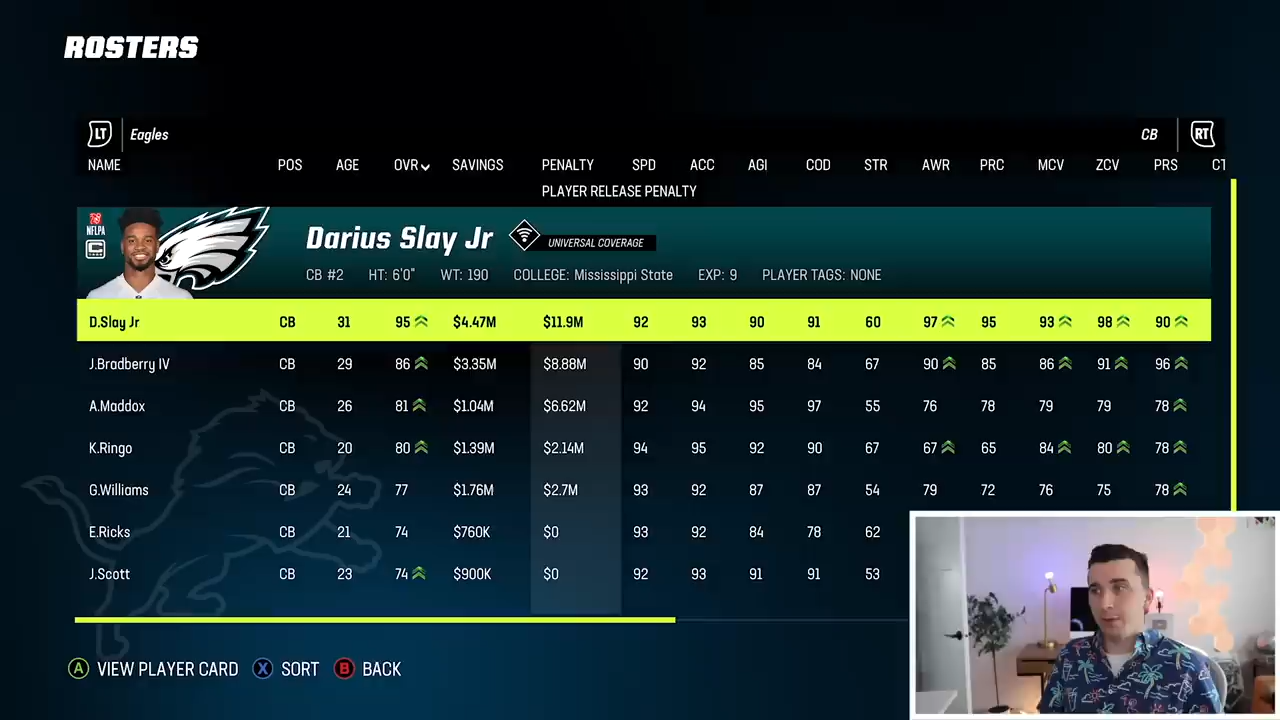 ROSTERS
LT Eagles CB RT
NAME POS AGE OVR SAVINGS PENALTY SPD ACC AGI COD STR AWR PRC MCV ZCV PRS CT
PLAYER RELEASE PENALTY
NFLPA
C
Darius Slay Jr UNIVERSAL COVERAGE
CB #2 HT: 6'0" WT: 190 COLLEGE: Mississippi State EXP: 9 PLAYER TAGS: NONE
D.Slay Jr CB 31 95 $4.47M $11.9M 92 93 90 91 60 97 95 93 98 90
J.Bradberry IV CB 29 86 $3.35M $8.88M 90 92 85 84 67 90 85 86 91 96
A.Maddox CB 26 81 $1.04M $6.62M 92 94 95 97 55 76 78 79 79 78
K.Ringo CB 20 80 $1.39M $2.14M 94 95 92 90 67 67 65 84 80 78
G.Williams CB 24 77 $1.76M $2.7M 93 92 87 87 54 79 72 76 75 78
E.Ricks CB 21 74 $760K $0 93 92 84 78 62
J.Scott CB 23 74 $900K $0 92 93 91 91 53
A VIEW PLAYER CARD X SORT B BACK